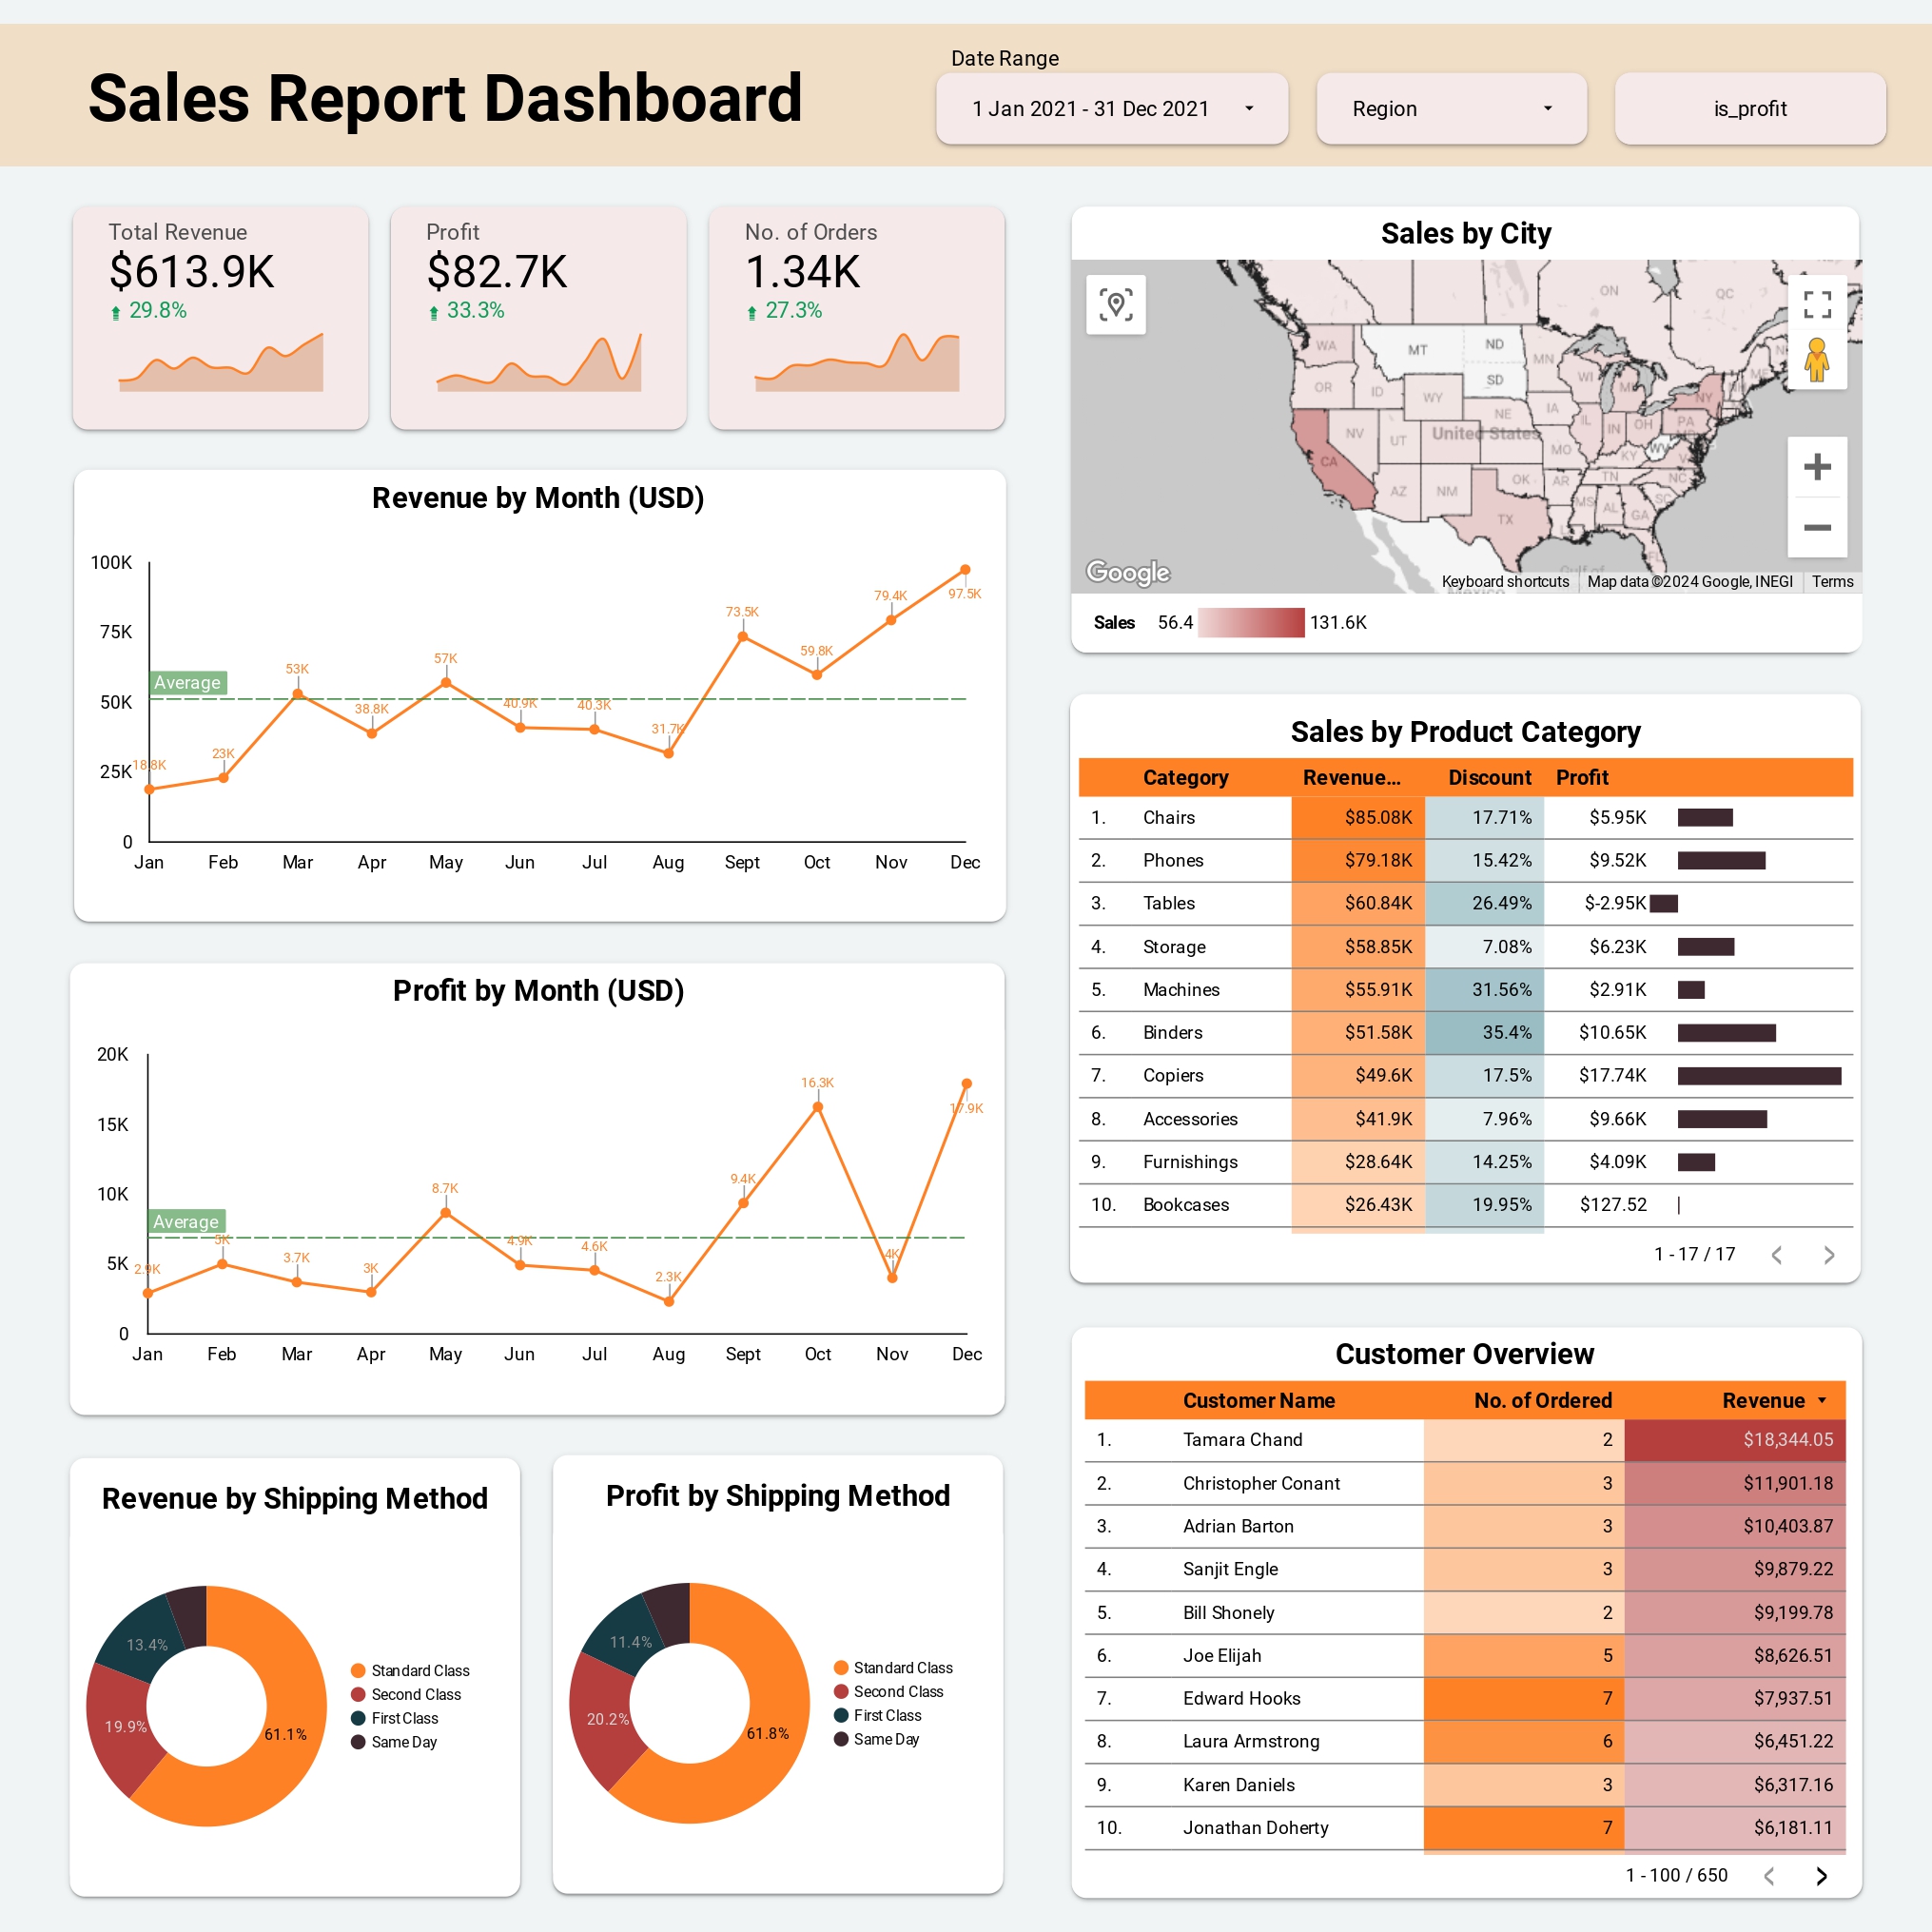 Sales Report Dashboard
Date Range
1 Jan 2021 - 31 Dec 2021
Region
is_profit
Total Revenue
$613.9K
29.8%
Profit
$82.7K
33.3%
No. of Orders
1.34K
27.3%
Revenue by Month (USD)
100K
75K
50K
25K
0
Average
18.8K
23K
53K
38.8K
57K
40.9K
40.3K
31.7K
73.5K
59.8K
79.4K
97.5K
Jan Feb Mar Apr May Jun Jul Aug Sept Oct Nov Dec
Profit by Month (USD)
20K
15K
10K
5K
0
Average
2.9K
5K
3.7K
3K
8.7K
4.9K
4.6K
2.3K
9.4K
16.3K
4K
17.9K
Jan Feb Mar Apr May Jun Jul Aug Sept Oct Nov Dec
Revenue by Shipping Method
13.4%
19.9%
61.1%
Standard Class
Second Class
First Class
Same Day
Profit by Shipping Method
11.4%
20.2%
61.8%
Standard Class
Second Class
First Class
Same Day
Sales by City
ON
QC
WA
MT
ND
MN
OR
ID
SD
WI
NY
NH
ME
WY
IA
NE
NV
UT
United States
IL
IN
OH
PA
CA
MO
KY
WV
AZ
NM
OK
AR
TN
NC
MS
AL
GA
SC
TX
Gulf of
Mexico
Google
Keyboard shortcuts
Map data ©2024 Google, INEGI
Terms
Sales 56.4 131.6K
Sales by Product Category
Category Revenue... Discount Profit
1. Chairs $85.08K 17.71% $5.95K
2. Phones $79.18K 15.42% $9.52K
3. Tables $60.84K 26.49% $-2.95K
4. Storage $58.85K 7.08% $6.23K
5. Machines $55.91K 31.56% $2.91K
6. Binders $51.58K 35.4% $10.65K
7. Copiers $49.6K 17.5% $17.74K
8. Accessories $41.9K 7.96% $9.66K
9. Furnishings $28.64K 14.25% $4.09K
10. Bookcases $26.43K 19.95% $127.52
1 - 17 / 17
Customer Overview
Customer Name No. of Ordered Revenue
1. Tamara Chand 2 $18,344.05
2. Christopher Conant 3 $11,901.18
3. Adrian Barton 3 $10,403.87
4. Sanjit Engle 3 $9,879.22
5. Bill Shonely 2 $9,199.78
6. Joe Elijah 5 $8,626.51
7. Edward Hooks 7 $7,937.51
8. Laura Armstrong 6 $6,451.22
9. Karen Daniels 3 $6,317.16
10. Jonathan Doherty 7 $6,181.11
1 - 100 / 650